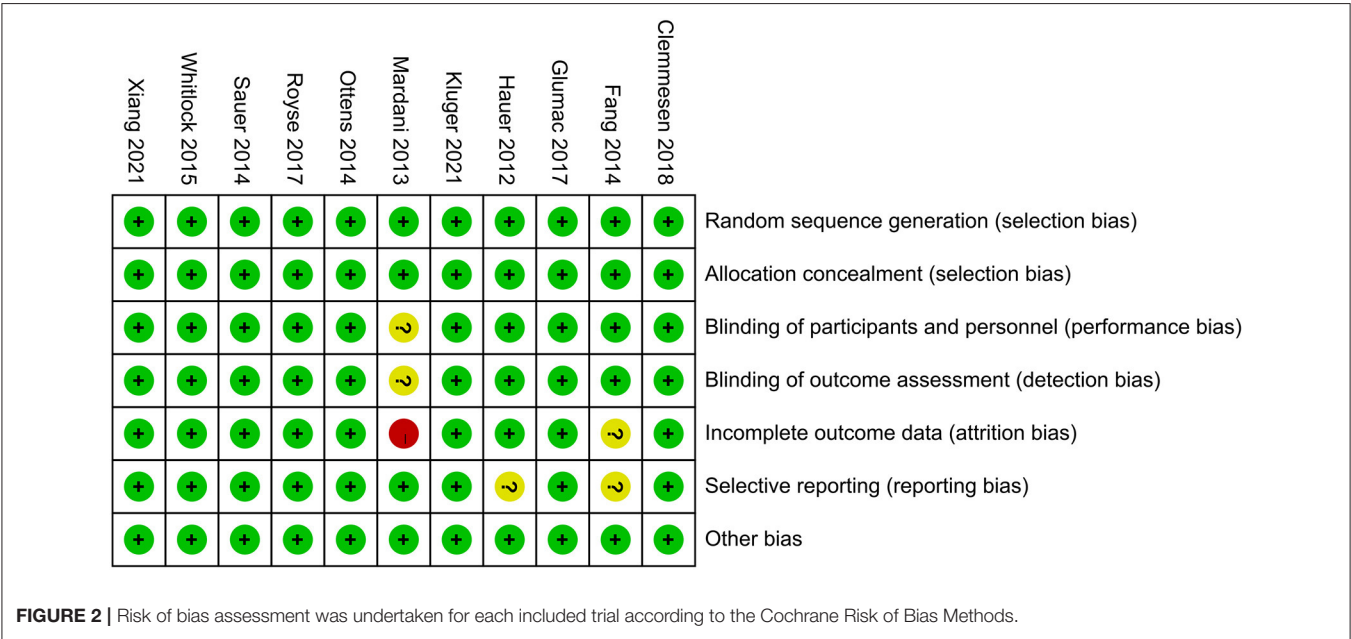 Xiang 2021
Whitlock 2015
Sauer 2014
Royse 2017
Ottens 2014
Mardani 2013
Kluger 2021
Hauer 2012
Glumac 2017
Fang 2014
Clemmesen 2018
+ + + + + + + + + + + Random sequence generation (selection bias)
+ + + + + + + + + + + Allocation concealment (selection bias)
+ + + + + ? + + + + + Blinding of participants and personnel (performance bias)
+ + + + + ? + + + + + Blinding of outcome assessment (detection bias)
+ + + + + - + + + ? + Incomplete outcome data (attrition bias)
+ + + + + + + ? + ? + Selective reporting (reporting bias)
+ + + + + + + + + + + Other bias
FIGURE 2 | Risk of bias assessment was undertaken for each included trial according to the Cochrane Risk of Bias Methods.